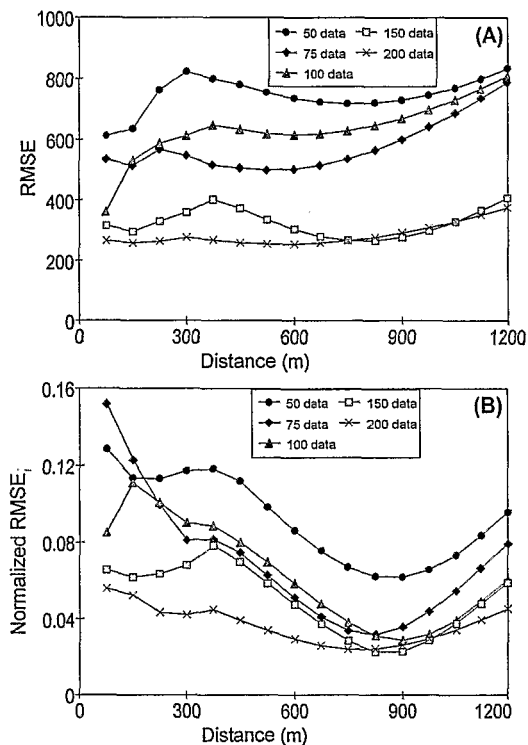 1000
(A)
50 data
150 data
75 data
200 data
100 data
800
600
400
200
0
RMSE
0
300
600
900
1200
Distance (m)
0.16
(B)
50 data
150 data
75 data
200 data
100 data
0.12
0.08
0.04
0
Normalized RMSE
0
300
600
900
1200
Distance (m)